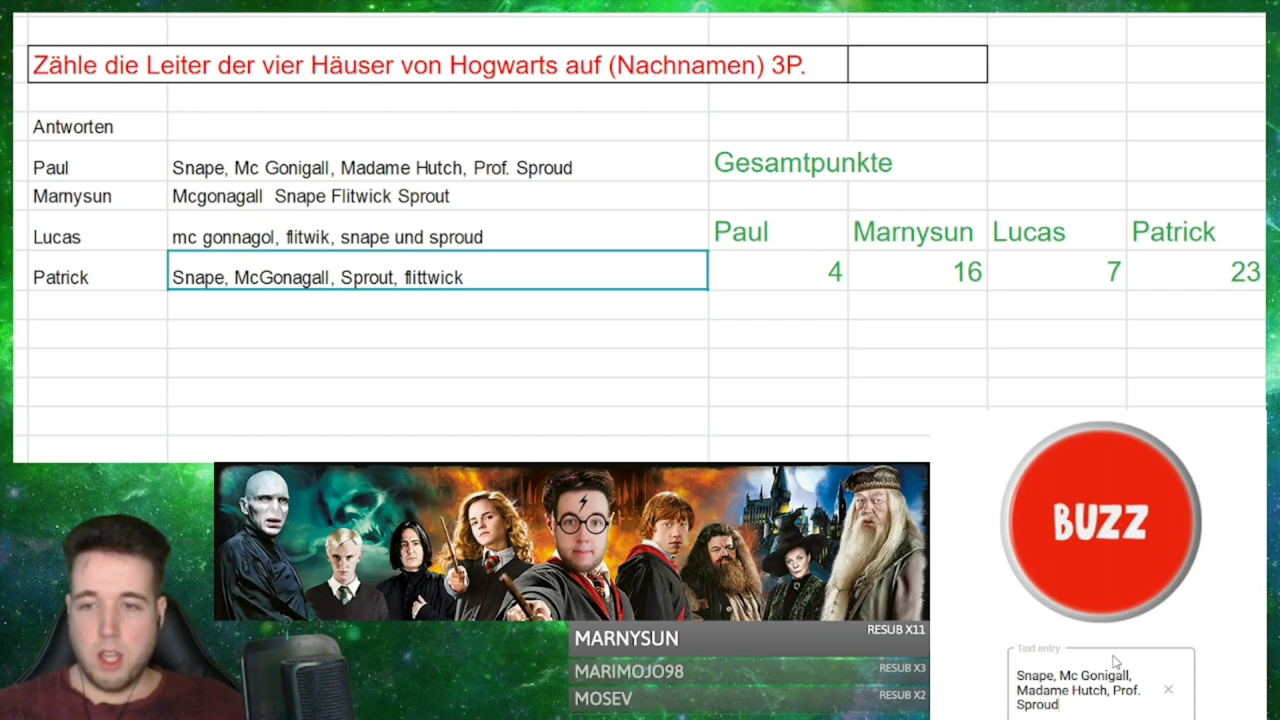 Zähle die Leiter der vier Häuser von Hogwarts auf (Nachnamen) 3P.
Antworten
Paul Snape, Mc Gonigall, Madame Hutch, Prof. Sproud
Gesamtpunkte
Marnysun Mcgonagall Snape Flitwick Sprout
Lucas mc gonnagol, flitwik, snape und sproud
Paul Marnysun Lucas Patrick
Patrick Snape, McGonagall, Sprout, flittwick
4 16 7 23
BUZZ
MARNYSUN RESUB X11
MARIMOJO98 RESUB X3
MOSEV RESUB X2
Text entry
Snape, Mc Gonigall,
Madame Hutch, Prof.
Sproud